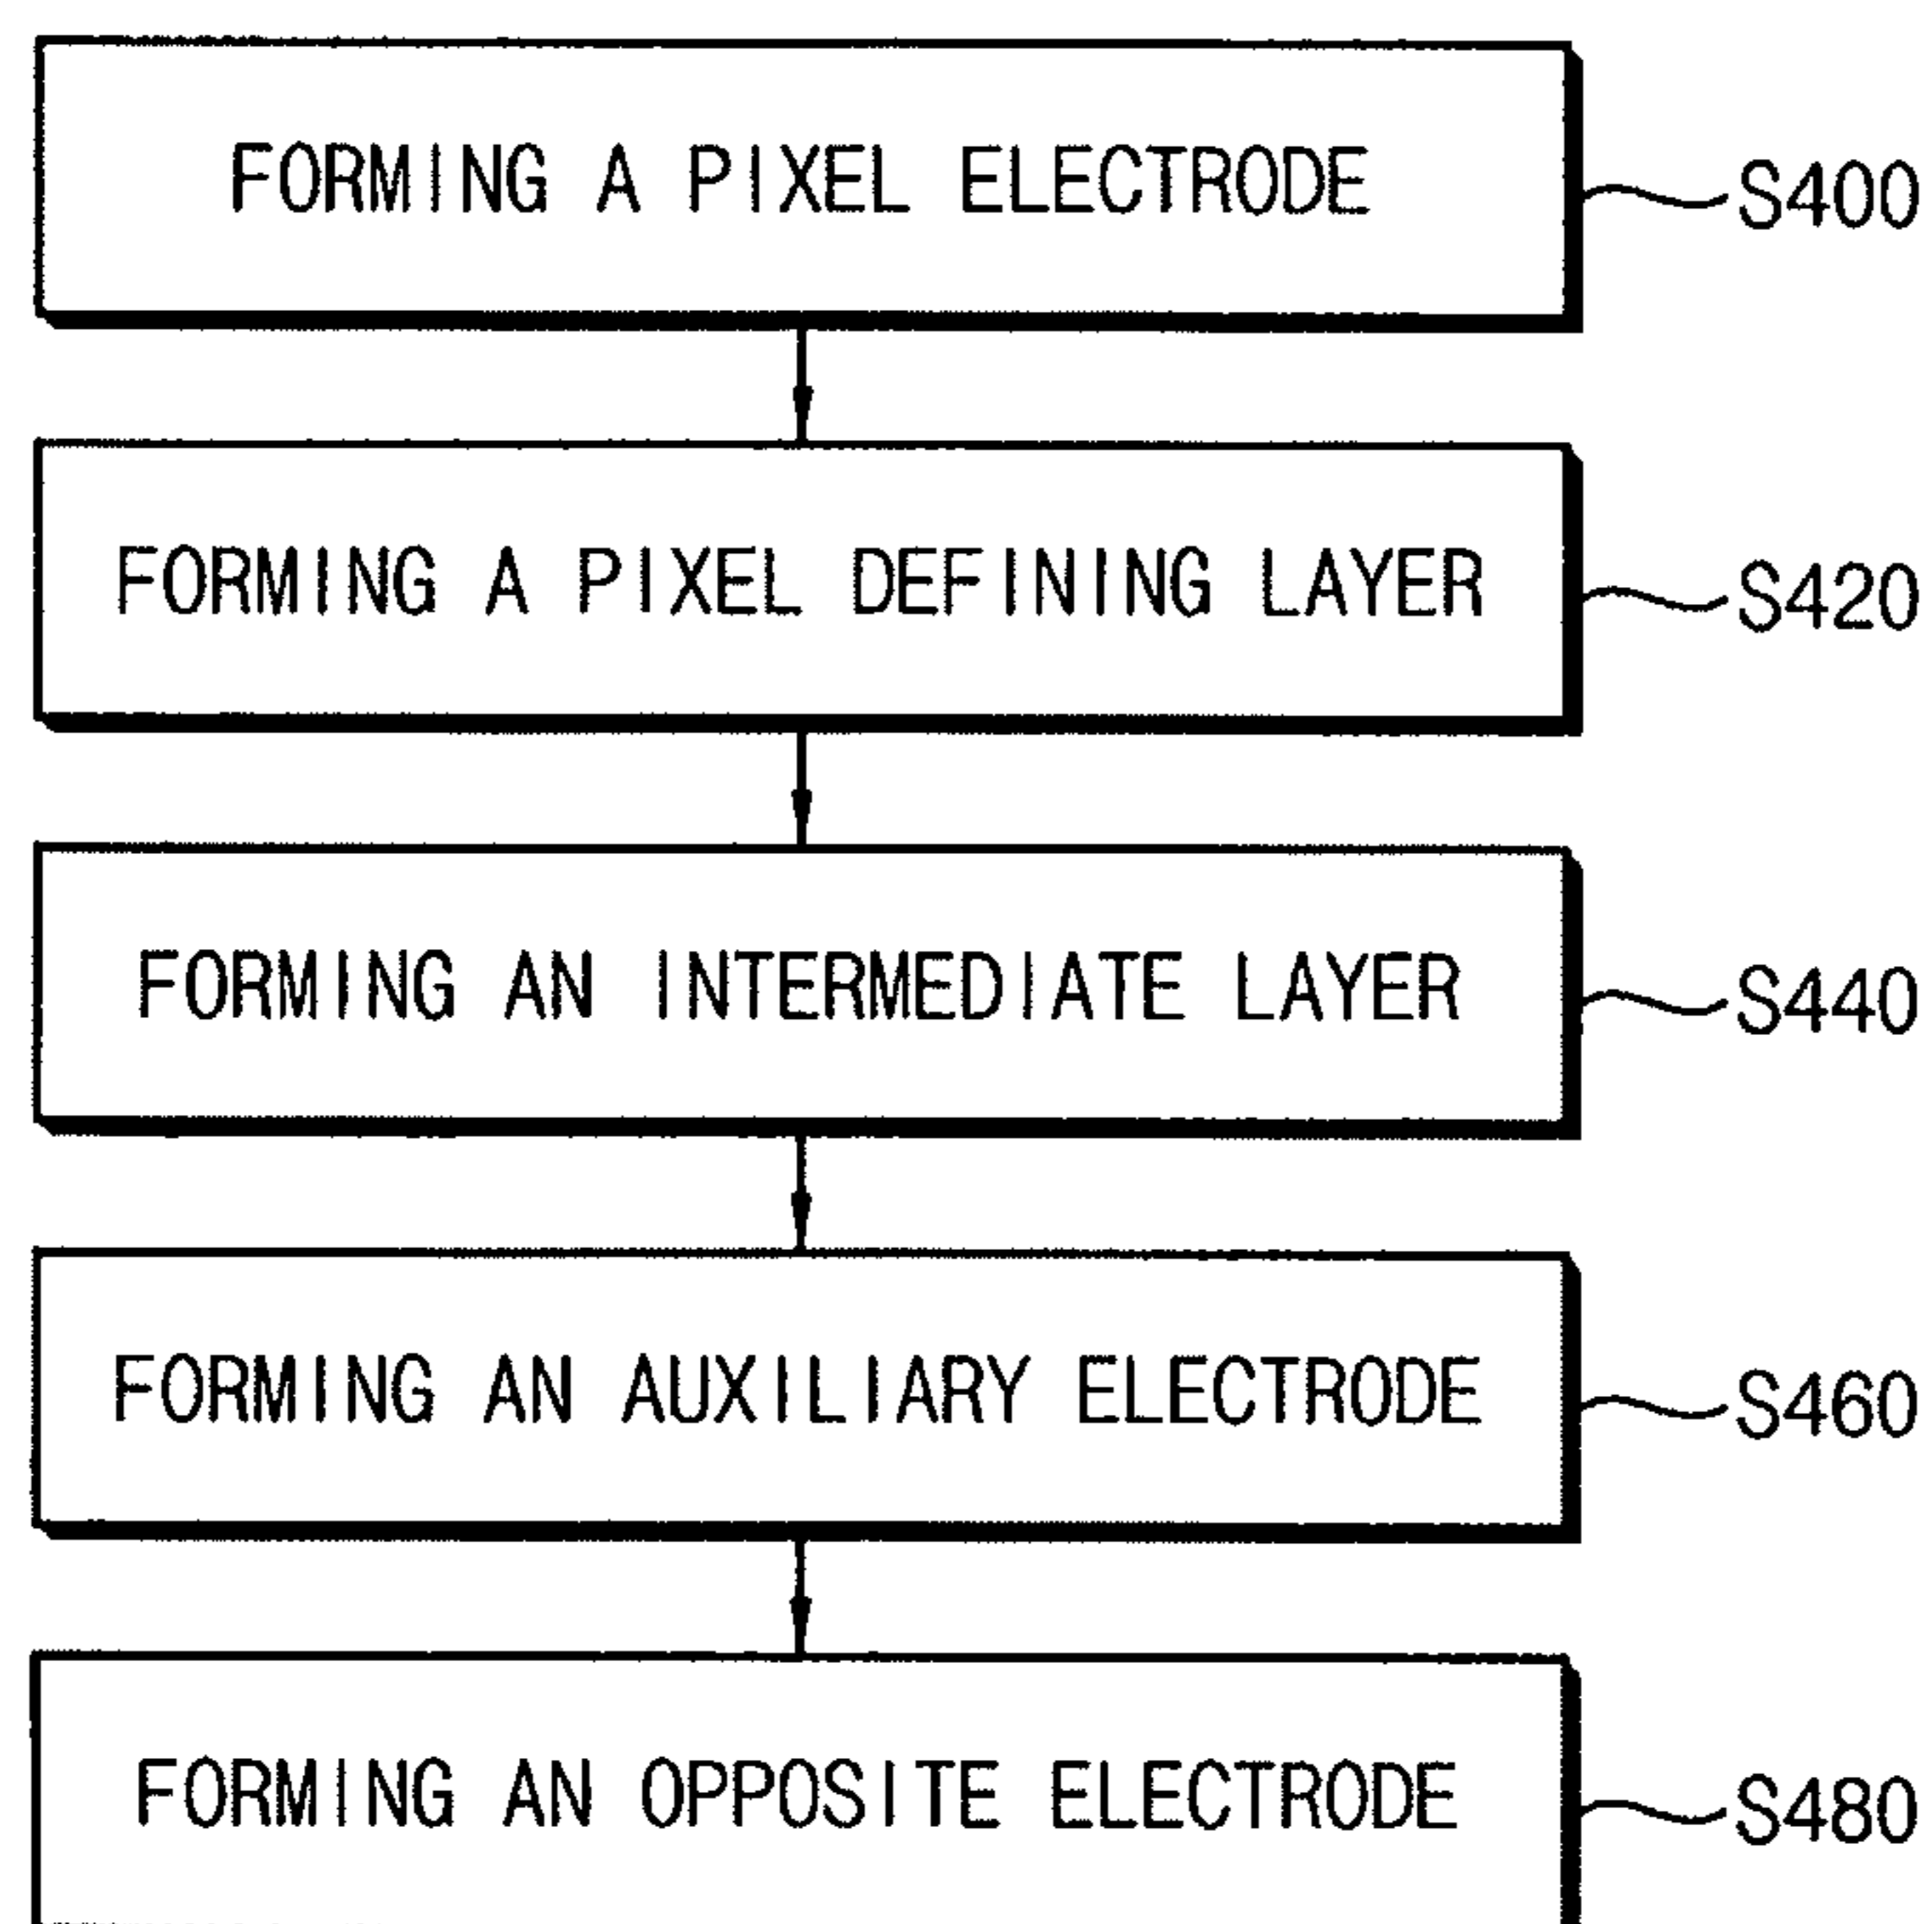 FORMING A PIXEL ELECTRODE S400
FORMING A PIXEL DEFINING LAYER S420
FORMING AN INTERMEDIATE LAYER S440
FORMING AN AUXILIARY ELECTRODE S460
FORMING AN OPPOSITE ELECTRODE S480